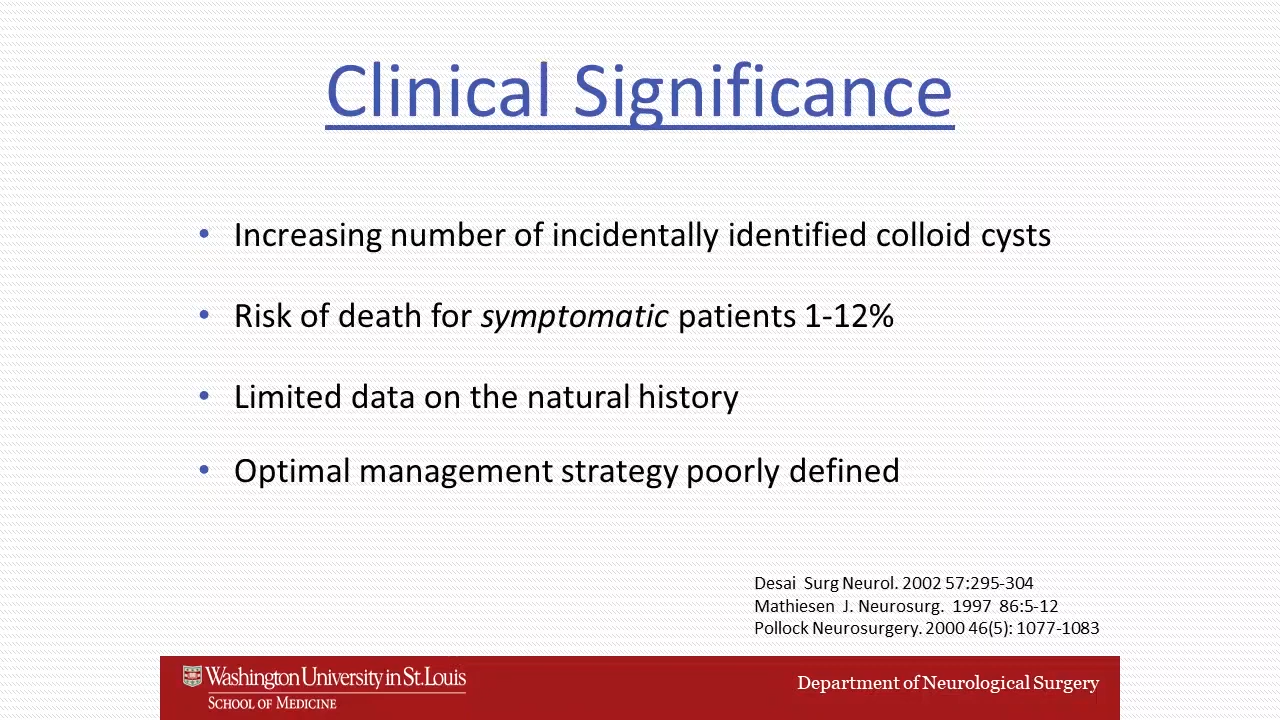 Clinical Significance
• Increasing number of incidentally identified colloid cysts
• Risk of death for symptomatic patients 1-12%
• Limited data on the natural history
• Optimal management strategy poorly defined
Desai Surg Neurol. 2002 57:295-304
Mathiesen J. Neurosurg. 1997 86:5-12
Pollock Neurosurgery. 2000 46(5): 1077-1083
Washington University in St. Louis
SCHOOL OF MEDICINE
Department of Neurological Surgery